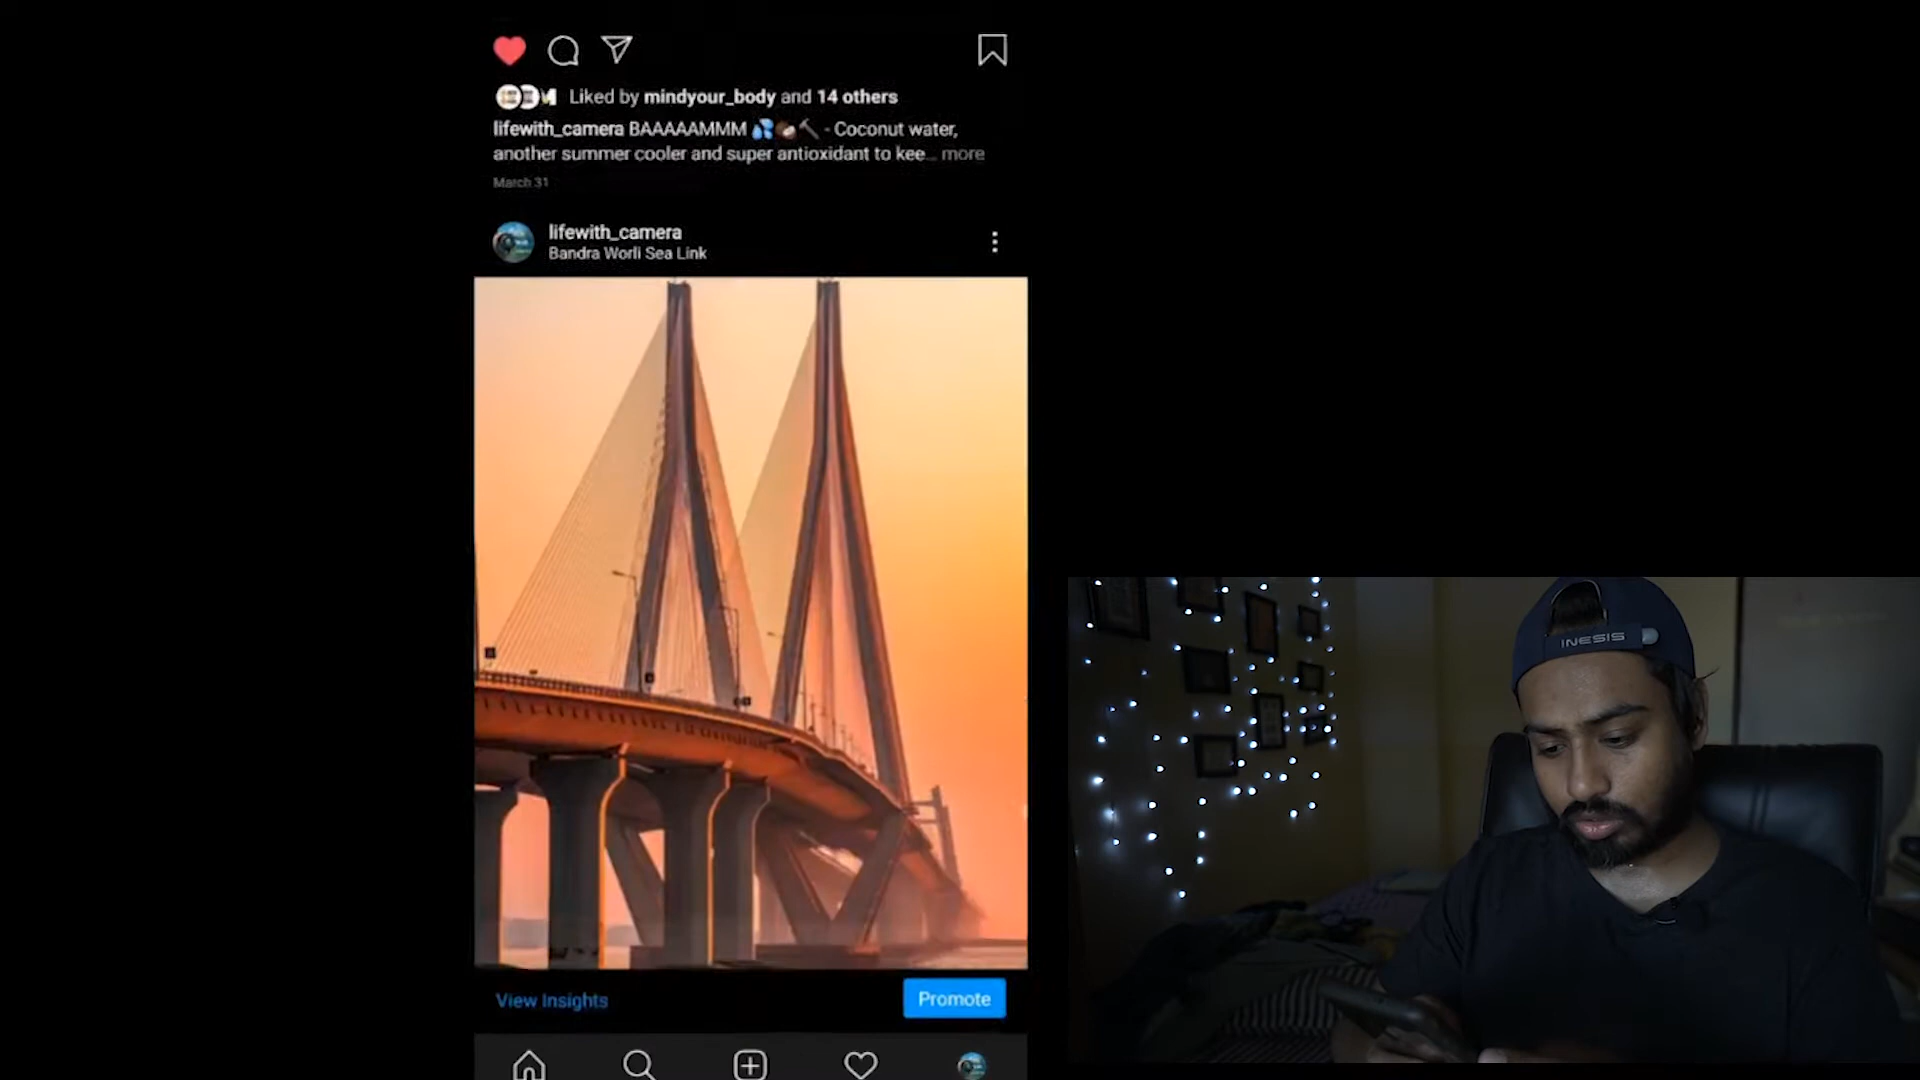 Liked by mindyour_body and 14 others
lifewith_camera BAAAAAMMM 💦🥥🔨 - Coconut water,
another summer cooler and super antioxidant to kee... more
March 31
lifewith_camera
Bandra Worli Sea Link
View Insights
Promote
INESIS